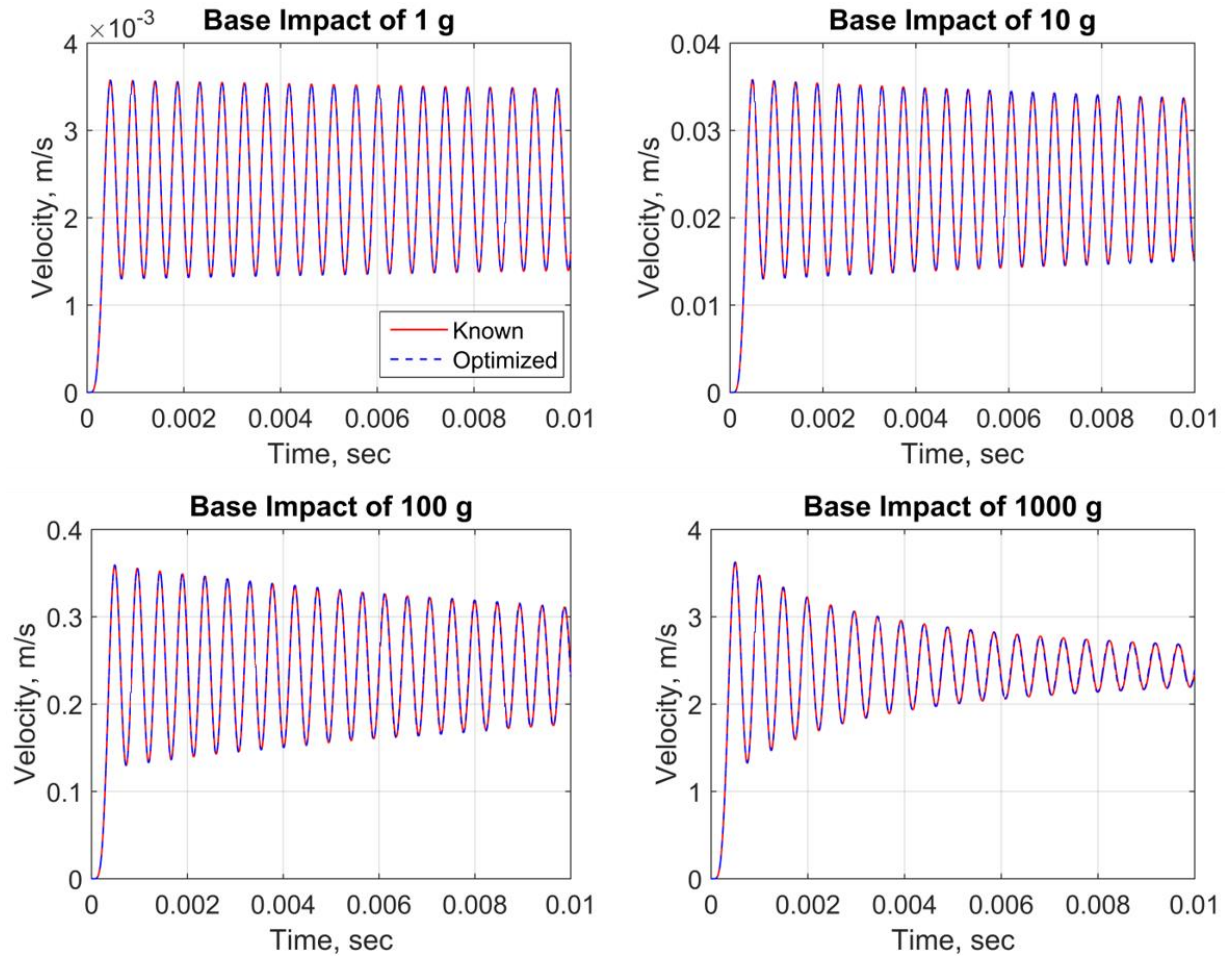 Base Impact of 1 g
×10⁻³
4
3
2
1
0
Velocity, m/s
Known
Optimized
0 0.002 0.004 0.006 0.008 0.01
Time, sec
Base Impact of 10 g
0.04
0.03
0.02
0.01
0
Velocity, m/s
0 0.002 0.004 0.006 0.008 0.01
Time, sec
Base Impact of 100 g
0.4
0.3
0.2
0.1
0
Velocity, m/s
0 0.002 0.004 0.006 0.008 0.01
Time, sec
Base Impact of 1000 g
4
3
2
1
0
Velocity, m/s
0 0.002 0.004 0.006 0.008 0.01
Time, sec